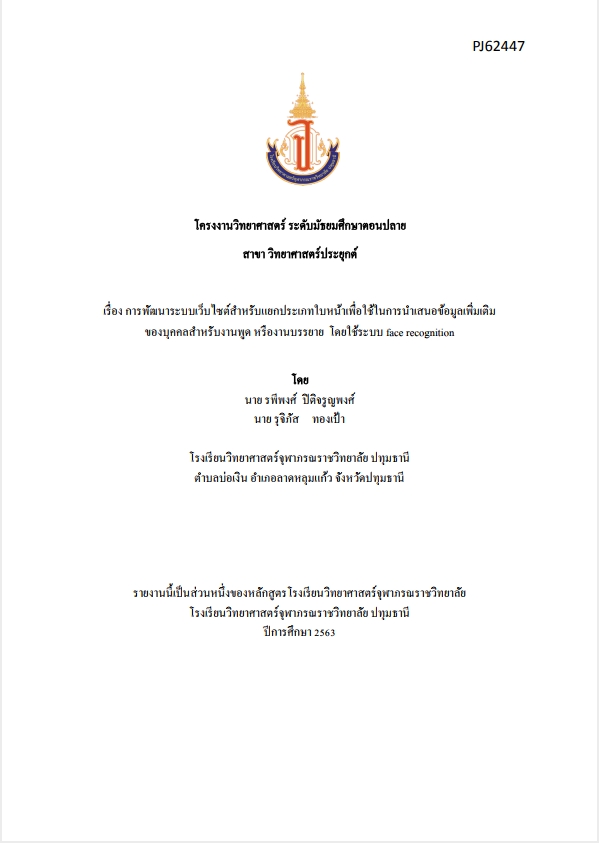 PJ62447
โครงงานวิทยาศาสตร์ ระดับมัธยมศึกษาตอนปลาย
สาขา วิทยาศาสตร์ประยุกต์
เรื่อง การพัฒนาระบบเว็บไซต์สำหรับแยกประเภทใบหน้าเพื่อใช้ในการนำเสนอข้อมูลเพิ่มเติม
ของบุคคลสำหรับงานพูด หรืองานบรรยาย โดยใช้ระบบ face recognition
โดย
นาย รพีพงศ์ ปิติจรูญพงศ์
นาย รุจิภัส ทองเป้า
โรงเรียนวิทยาศาสตร์จุฬาภรณราชวิทยาลัย ปทุมธานี
ตำบลบ่อเงิน อำเภอลาดหลุมแก้ว จังหวัดปทุมธานี
รายงานนี้เป็นส่วนหนึ่งของหลักสูตรโรงเรียนวิทยาศาสตร์จุฬาภรณราชวิทยาลัย
โรงเรียนวิทยาศาสตร์จุฬาภรณราชวิทยาลัย ปทุมธานี
ปีการศึกษา 2563